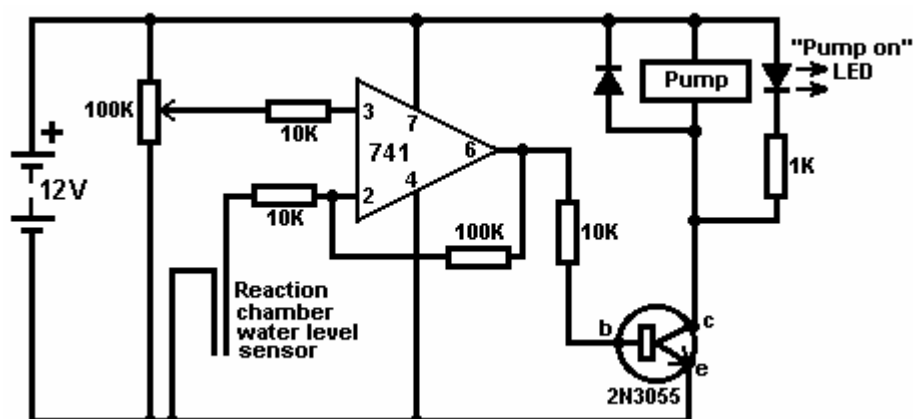 "Pump on"
LED
Pump
100K
10K
3
7
741
6
+
12V
2
4
10K
100K
10K
1K
Reaction
chamber
water level
sensor
b
c
e
2N3055